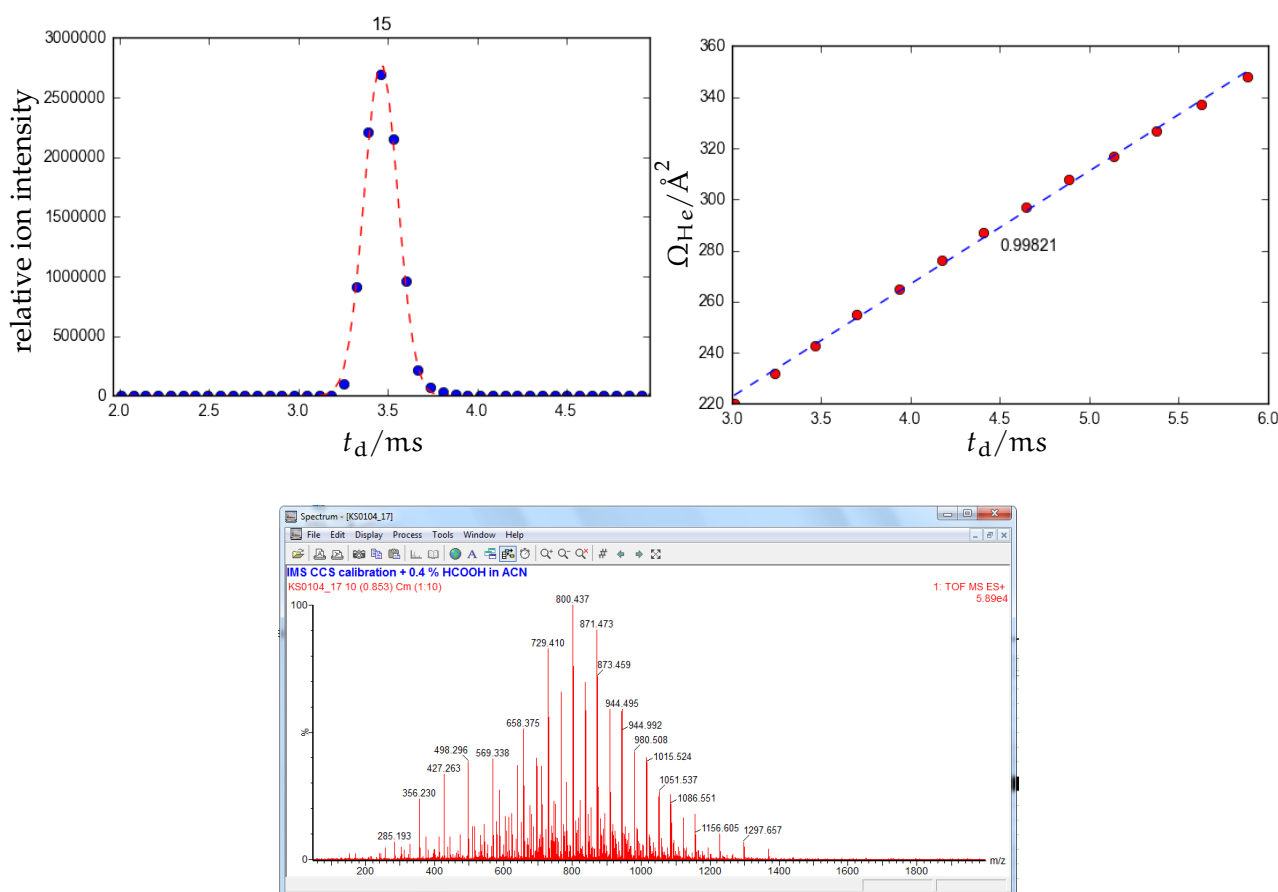 15
3000000
2500000
2000000
1500000
1000000
500000
0
2.0 2.5 3.0 3.5 4.0 4.5
relative ion intensity
t_d/ms
360
340
320
300
280
260
240
220
3.0 3.5 4.0 4.5 5.0 5.5 6.0
0.99821
Ω_He/Å²
t_d/ms
Spectrum - [KS0104_17]
File Edit Display Process Tools Window Help
IMS CCS calibration + 0.4 % HCOOH in ACN
KS0104_17 10 (0.853) Cm (1:10)
1: TOF MS ES+
5.89e4
100
%
0
800.437
871.473
729.410
873.459
944.495
944.992
658.375
980.508
498.296
569.338
1015.524
427.263
1051.537
356.230
1086.551
285.193
1156.605
1297.657
200 400 600 800 1000 1200 1400 1600 1800
m/z